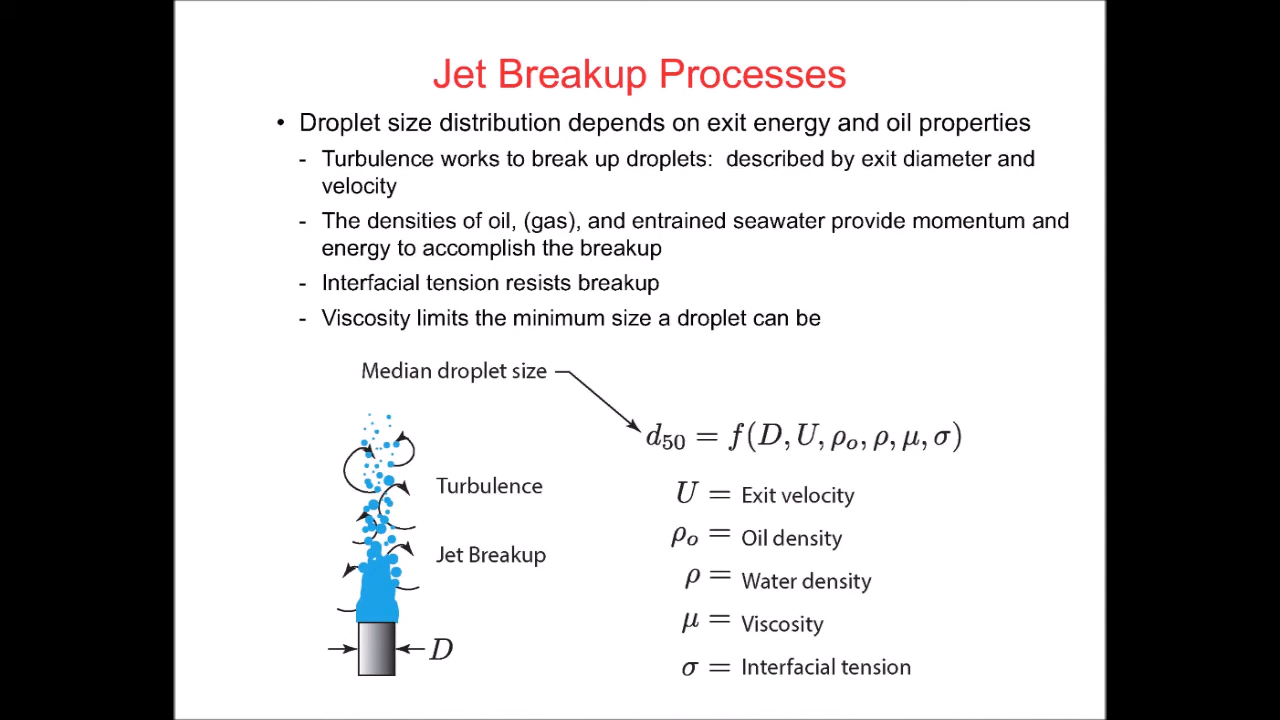 Jet Breakup Processes
• Droplet size distribution depends on exit energy and oil properties
- Turbulence works to break up droplets: described by exit diameter and
velocity
- The densities of oil, (gas), and entrained seawater provide momentum and
energy to accomplish the breakup
- Interfacial tension resists breakup
- Viscosity limits the minimum size a droplet can be
Median droplet size
d₅₀ = f(D, U, ρₒ, ρ, μ, σ)
Turbulence
U = Exit velocity
ρₒ = Oil density
Jet Breakup
ρ = Water density
μ = Viscosity
D
σ = Interfacial tension